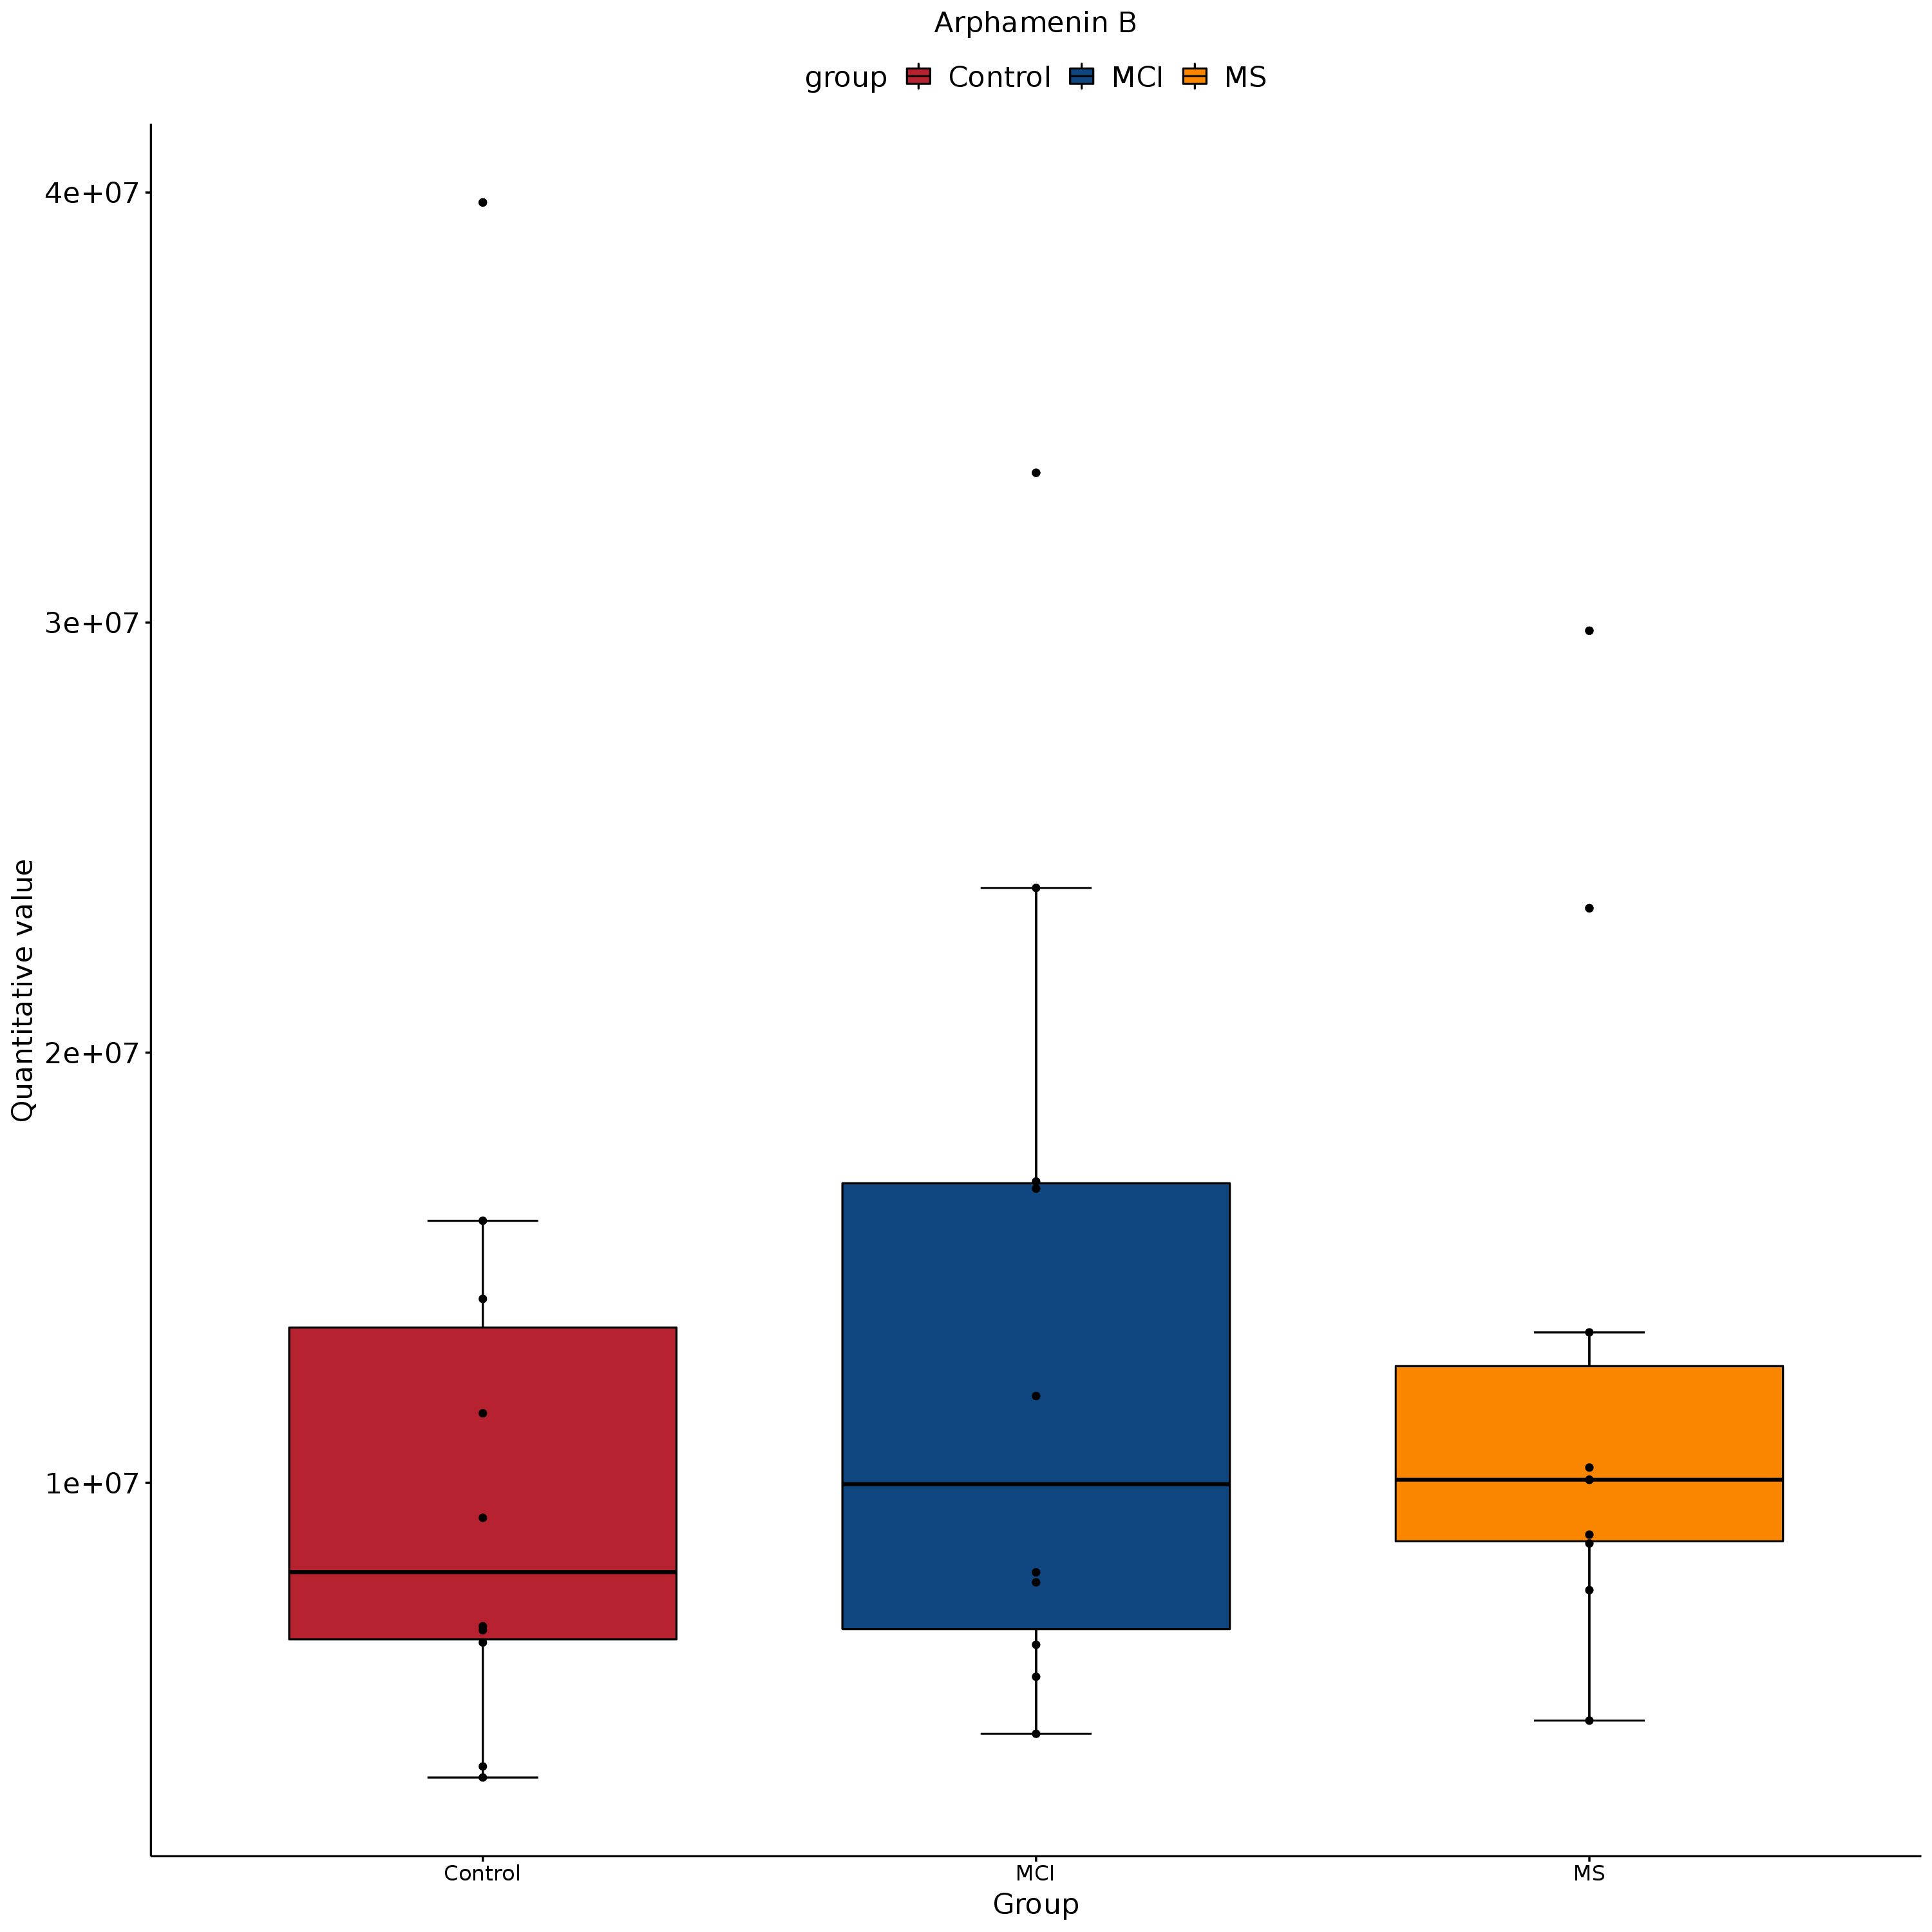 Arphamenin B
group Control MCI MS
4e+07
3e+07
2e+07
1e+07
Quantitative value
Control MCI MS
Group